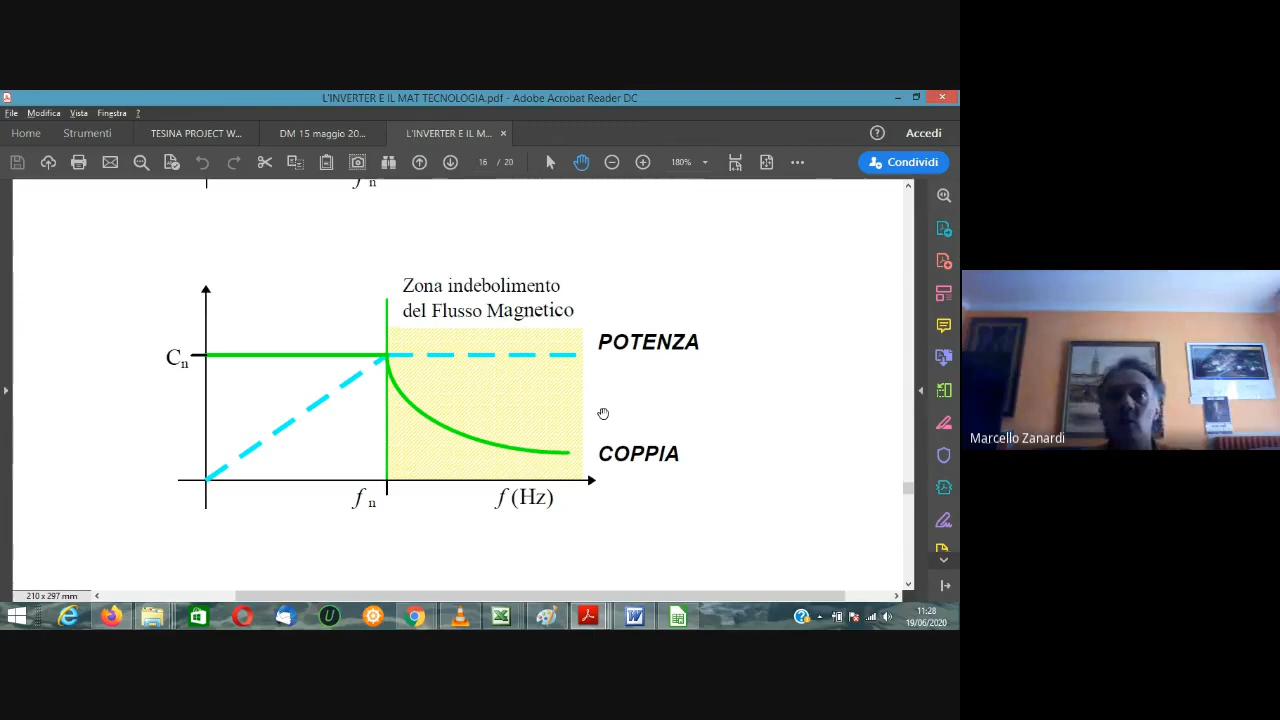 L'INVERTER E IL MAT TECNOLOGIA.pdf - Adobe Acrobat Reader DC
File Modifica Vista Finestra ?
Home Strumenti TESINA PROJECT W... DM 15 maggio 20... L'INVERTER E IL M... × ? Accedi
16 / 20 180% Condividi
f n
Zona indebolimento
del Flusso Magnetico
POTENZA
Cn
COPPIA
f n
f (Hz)
Marcello Zanardi
210 x 297 mm
11:28
19/06/2020